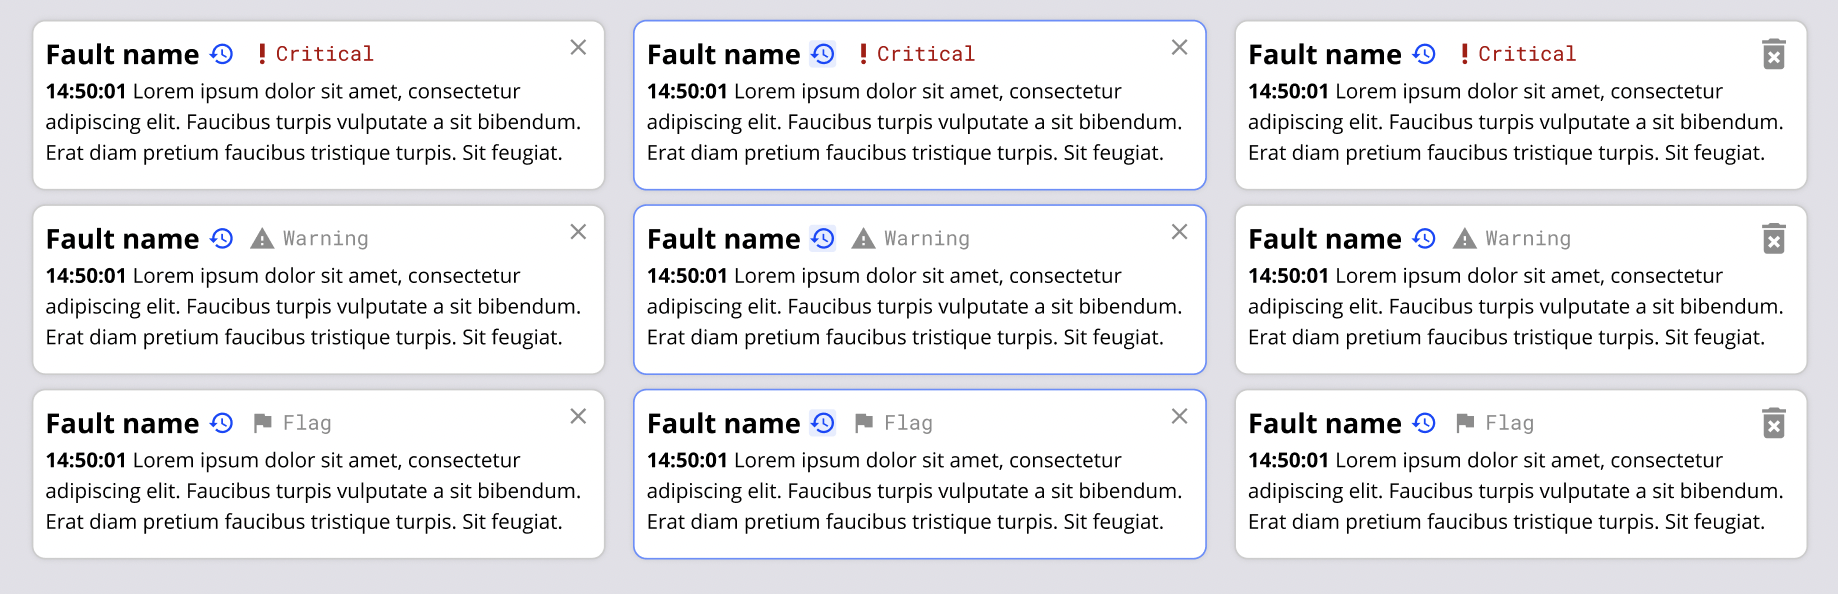 Fault name Critical
14:50:01 Lorem ipsum dolor sit amet, consectetur
adipiscing elit. Faucibus turpis vulputate a sit bibendum.
Erat diam pretium faucibus tristique turpis. Sit feugiat.
Fault name Critical
14:50:01 Lorem ipsum dolor sit amet, consectetur
adipiscing elit. Faucibus turpis vulputate a sit bibendum.
Erat diam pretium faucibus tristique turpis. Sit feugiat.
Fault name Critical
14:50:01 Lorem ipsum dolor sit amet, consectetur
adipiscing elit. Faucibus turpis vulputate a sit bibendum.
Erat diam pretium faucibus tristique turpis. Sit feugiat.
Fault name Warning
14:50:01 Lorem ipsum dolor sit amet, consectetur
adipiscing elit. Faucibus turpis vulputate a sit bibendum.
Erat diam pretium faucibus tristique turpis. Sit feugiat.
Fault name Warning
14:50:01 Lorem ipsum dolor sit amet, consectetur
adipiscing elit. Faucibus turpis vulputate a sit bibendum.
Erat diam pretium faucibus tristique turpis. Sit feugiat.
Fault name Warning
14:50:01 Lorem ipsum dolor sit amet, consectetur
adipiscing elit. Faucibus turpis vulputate a sit bibendum.
Erat diam pretium faucibus tristique turpis. Sit feugiat.
Fault name Flag
14:50:01 Lorem ipsum dolor sit amet, consectetur
adipiscing elit. Faucibus turpis vulputate a sit bibendum.
Erat diam pretium faucibus tristique turpis. Sit feugiat.
Fault name Flag
14:50:01 Lorem ipsum dolor sit amet, consectetur
adipiscing elit. Faucibus turpis vulputate a sit bibendum.
Erat diam pretium faucibus tristique turpis. Sit feugiat.
Fault name Flag
14:50:01 Lorem ipsum dolor sit amet, consectetur
adipiscing elit. Faucibus turpis vulputate a sit bibendum.
Erat diam pretium faucibus tristique turpis. Sit feugiat.